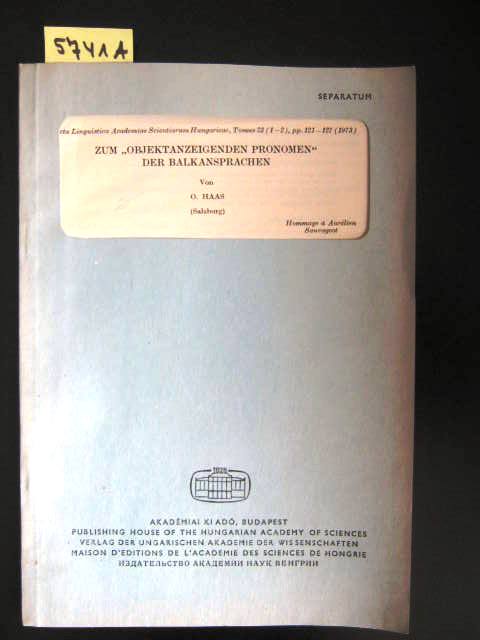 5741A
SEPARATUM
cta Linguistica Academiae Scientiarum Hungaricae, Tomus 23 (1–2), pp. 121–127 (1973)
ZUM „OBJEKTANZEIGENDEN PRONOMEN“
DER BALKANSPRACHEN
Von
O. HAAS
(Salzburg)
Hommage à Aurélien
Sauvageot
1828
AKADÉMIAI KIADÓ, BUDAPEST
PUBLISHING HOUSE OF THE HUNGARIAN ACADEMY OF SCIENCES
VERLAG DER UNGARISCHEN AKADEMIE DER WISSENSCHAFTEN
MAISON D'EDITIONS DE L'ACADEMIE DES SCIENCES DE HONGRIE
ИЗДАТЕЛЬСТВО АКАДЕМИИ НАУК ВЕНГРИИ